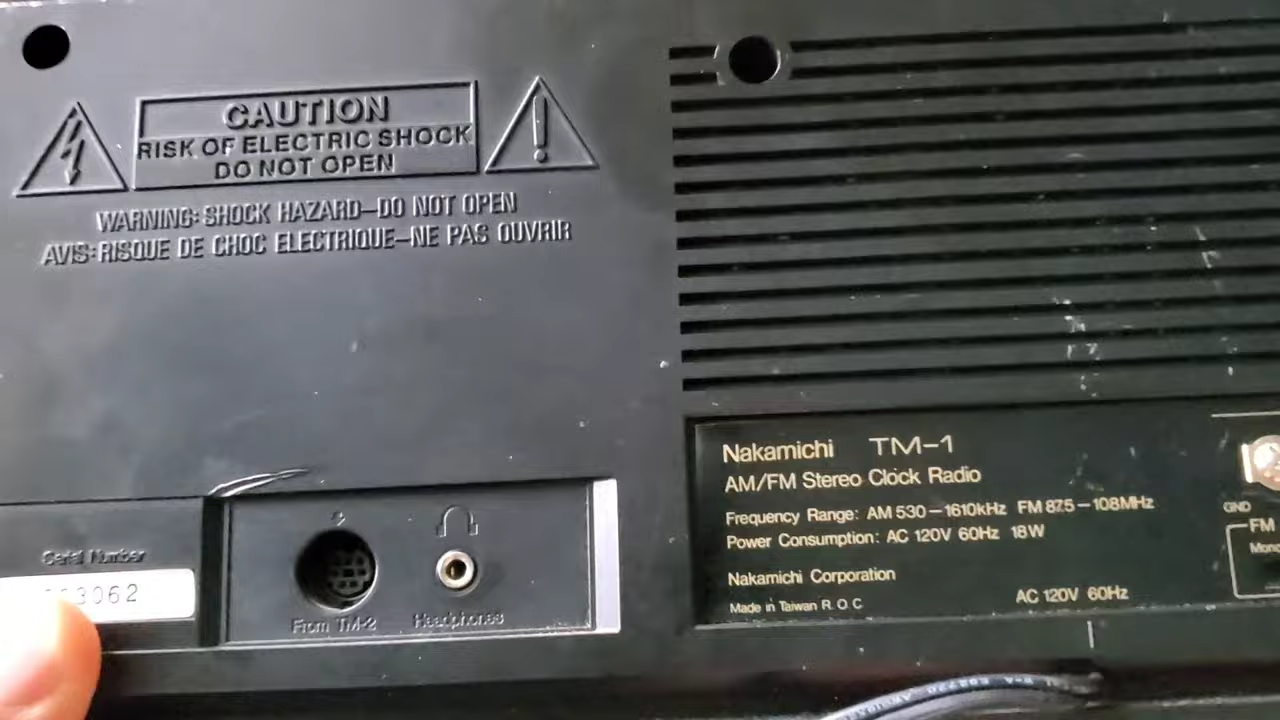 CAUTION
RISK OF ELECTRIC SHOCK
DO NOT OPEN
WARNING: SHOCK HAZARD–DO NOT OPEN
AVIS: RISQUE DE CHOC ELECTRIQUE–NE PAS OUVRIR
Serial Number
3062
From TM-2
Headphones
Nakamichi TM-1
AM/FM Stereo Clock Radio
Frequency Range: AM 530–1610kHz FM 87.5–108MHz
Power Consumption: AC 120V 60Hz 18W
Nakamichi Corporation
Made in Taiwan R.O.C
AC 120V 60Hz
GND
FM